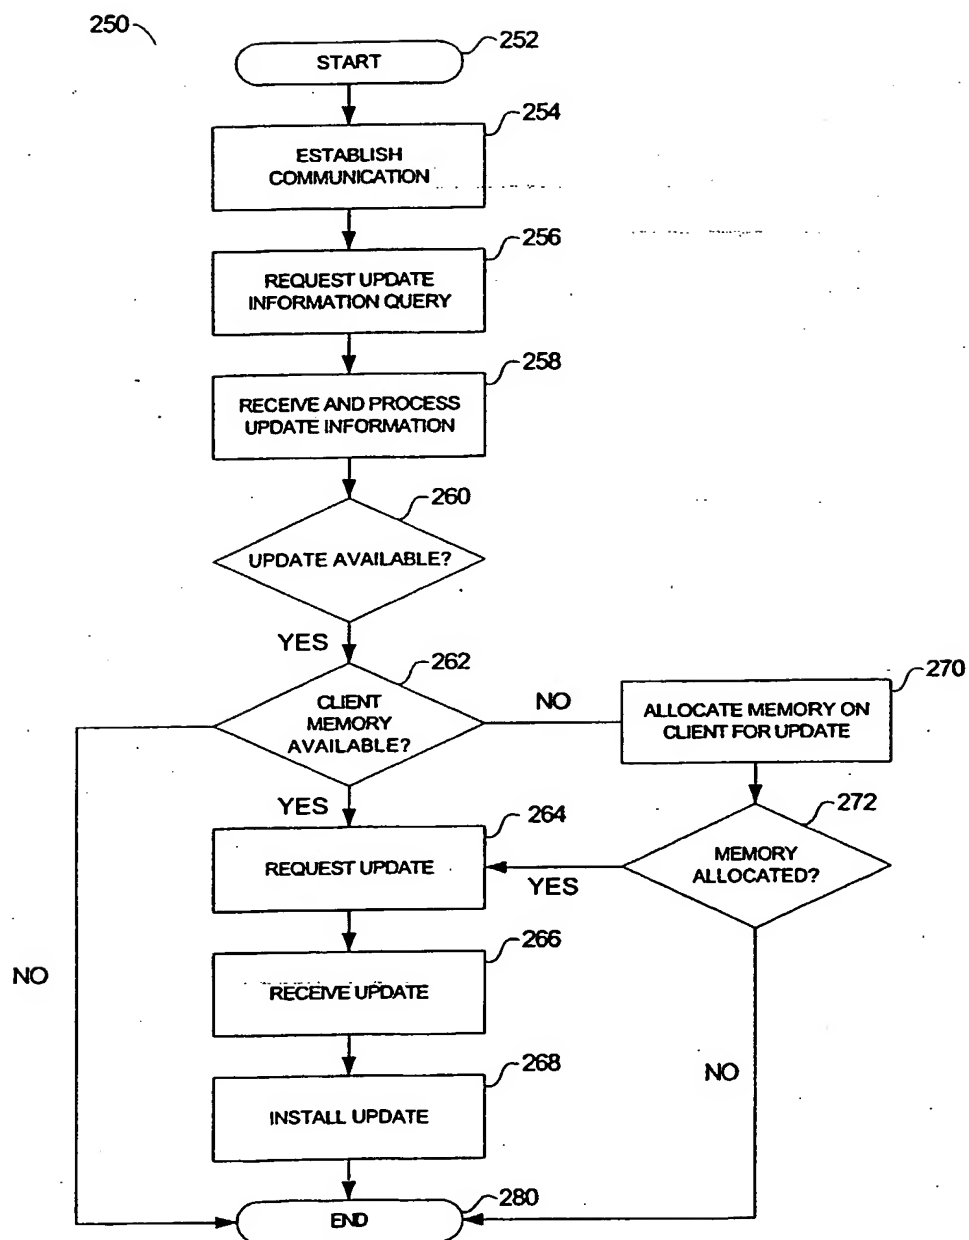 250
START
252
254
ESTABLISH
COMMUNICATION
256
REQUEST UPDATE
INFORMATION QUERY
258
RECEIVE AND PROCESS
UPDATE INFORMATION
260
UPDATE AVAILABLE?
YES
262
CLIENT
MEMORY
AVAILABLE?
NO
270
ALLOCATE MEMORY ON
CLIENT FOR UPDATE
YES
264
REQUEST UPDATE
272
MEMORY
ALLOCATED?
YES
266
RECEIVE UPDATE
NO
268
INSTALL UPDATE
NO
280
END